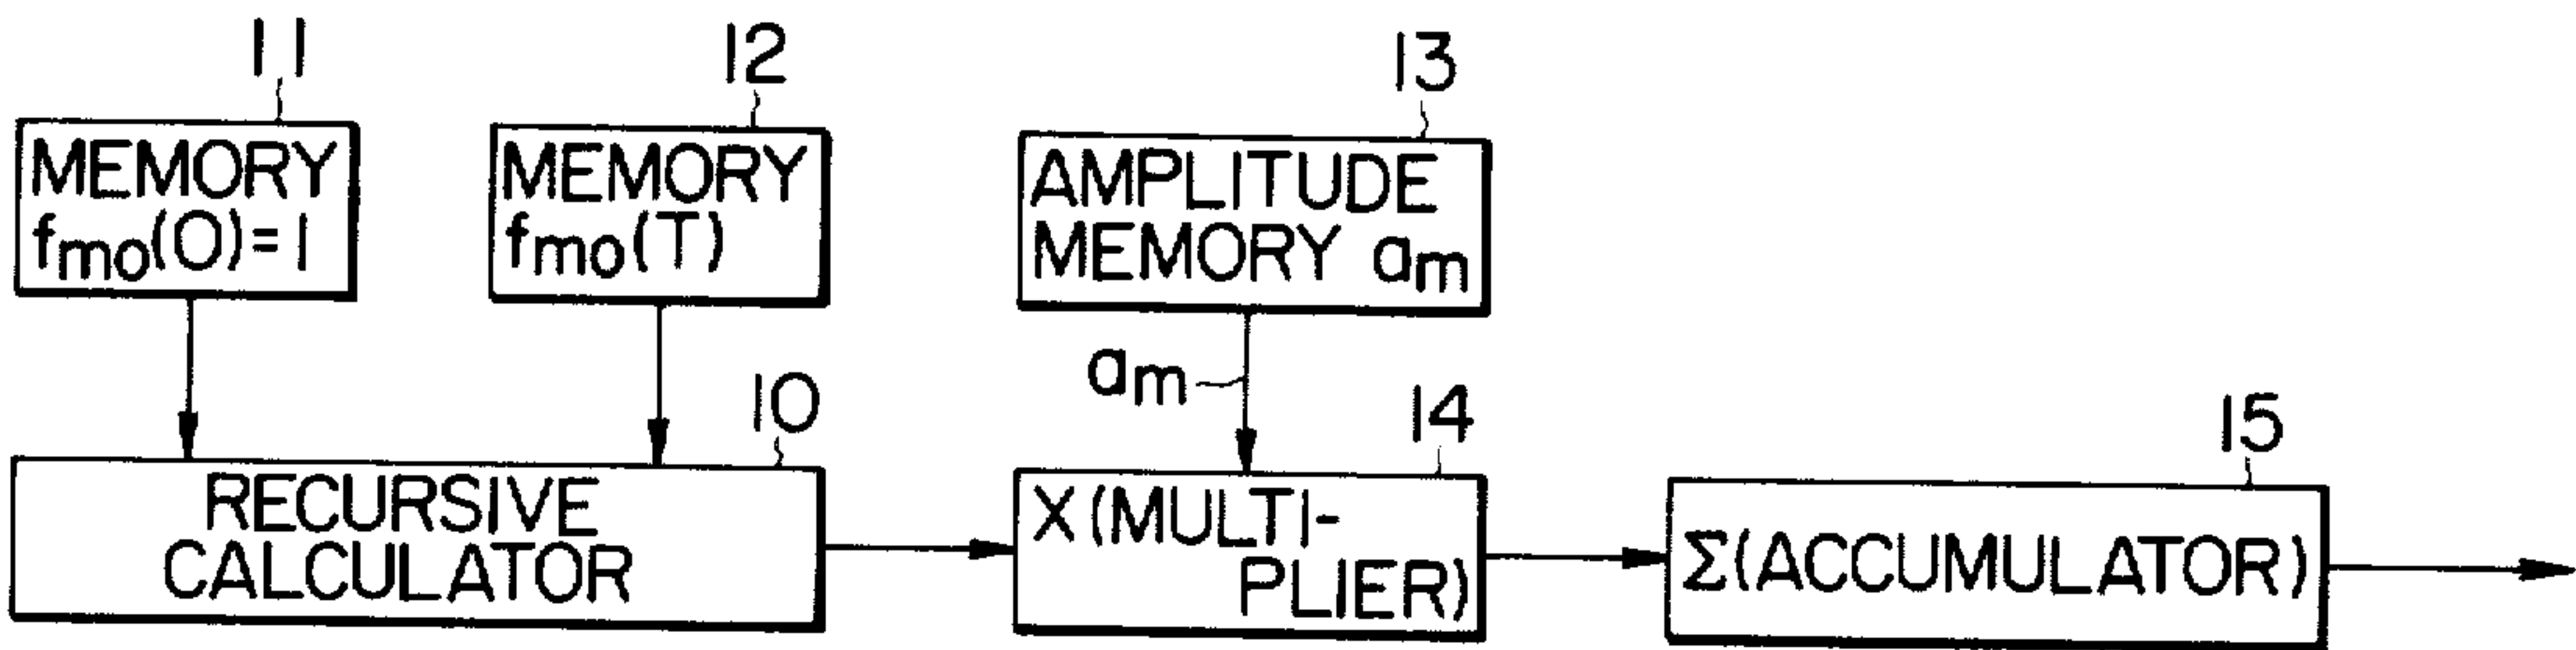 11
12
13
MEMORY
fmo(0)=1
MEMORY
fmo(T)
AMPLITUDE
MEMORY am
am
10
14
15
RECURSIVE
CALCULATOR
X(MULTI-
PLIER)
Σ(ACCUMULATOR)